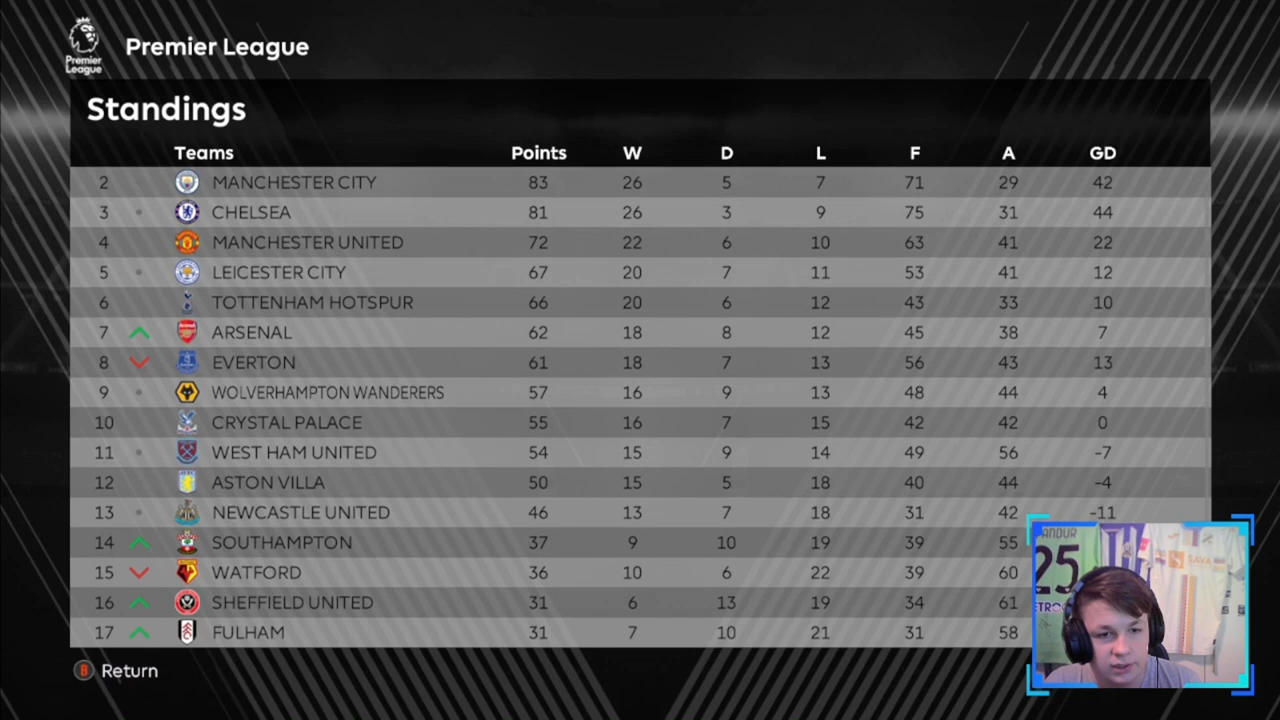 Premier League
Premier League
Standings
Teams Points W D L F A GD
2 MANCHESTER CITY 83 26 5 7 71 29 42
3 CHELSEA 81 26 3 9 75 31 44
4 MANCHESTER UNITED 72 22 6 10 63 41 22
5 LEICESTER CITY 67 20 7 11 53 41 12
6 TOTTENHAM HOTSPUR 66 20 6 12 43 33 10
7 ARSENAL 62 18 8 12 45 38 7
8 EVERTON 61 18 7 13 56 43 13
9 WOLVERHAMPTON WANDERERS 57 16 9 13 48 44 4
10 CRYSTAL PALACE 55 16 7 15 42 42 0
11 WEST HAM UNITED 54 15 9 14 49 56 -7
12 ASTON VILLA 50 15 5 18 40 44 -4
13 NEWCASTLE UNITED 46 13 7 18 31 42 -11
14 SOUTHAMPTON 37 9 10 19 39 55
15 WATFORD 36 10 6 22 39 60
16 SHEFFIELD UNITED 31 6 13 19 34 61
17 FULHAM 31 7 10 21 31 58
ANDUR
25
B Return